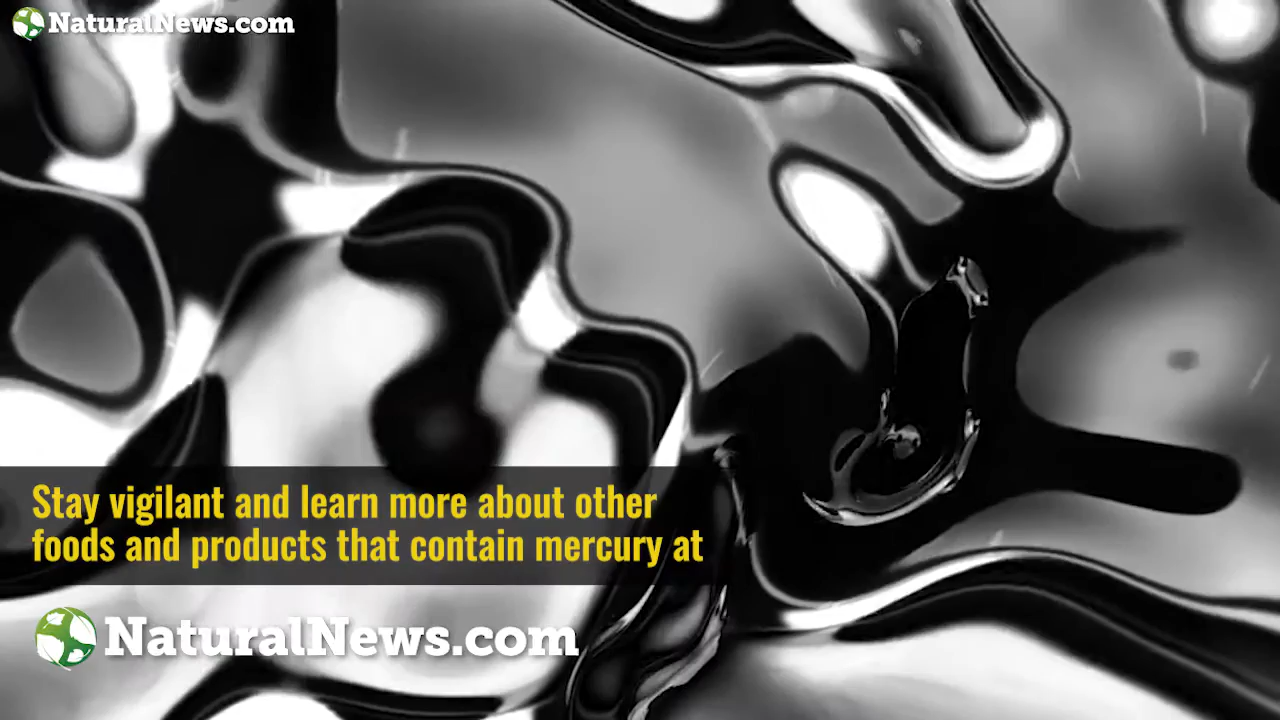 NaturalNews.com
Stay vigilant and learn more about other
foods and products that contain mercury at
NaturalNews.com